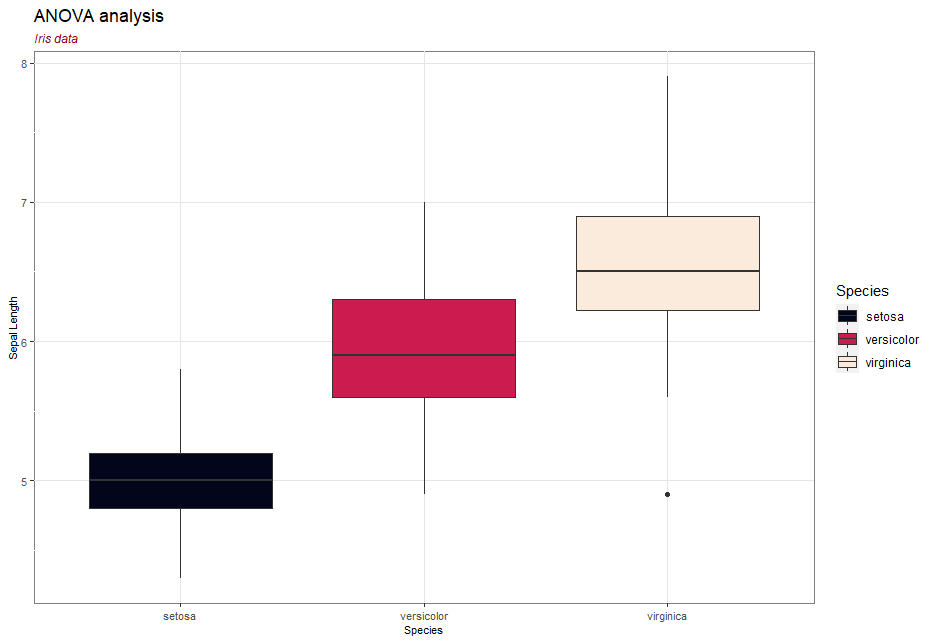 ANOVA analysis
Iris data
8
7
6
5
Sepal.Length
setosa versicolor virginica
Species
Species
setosa
versicolor
virginica